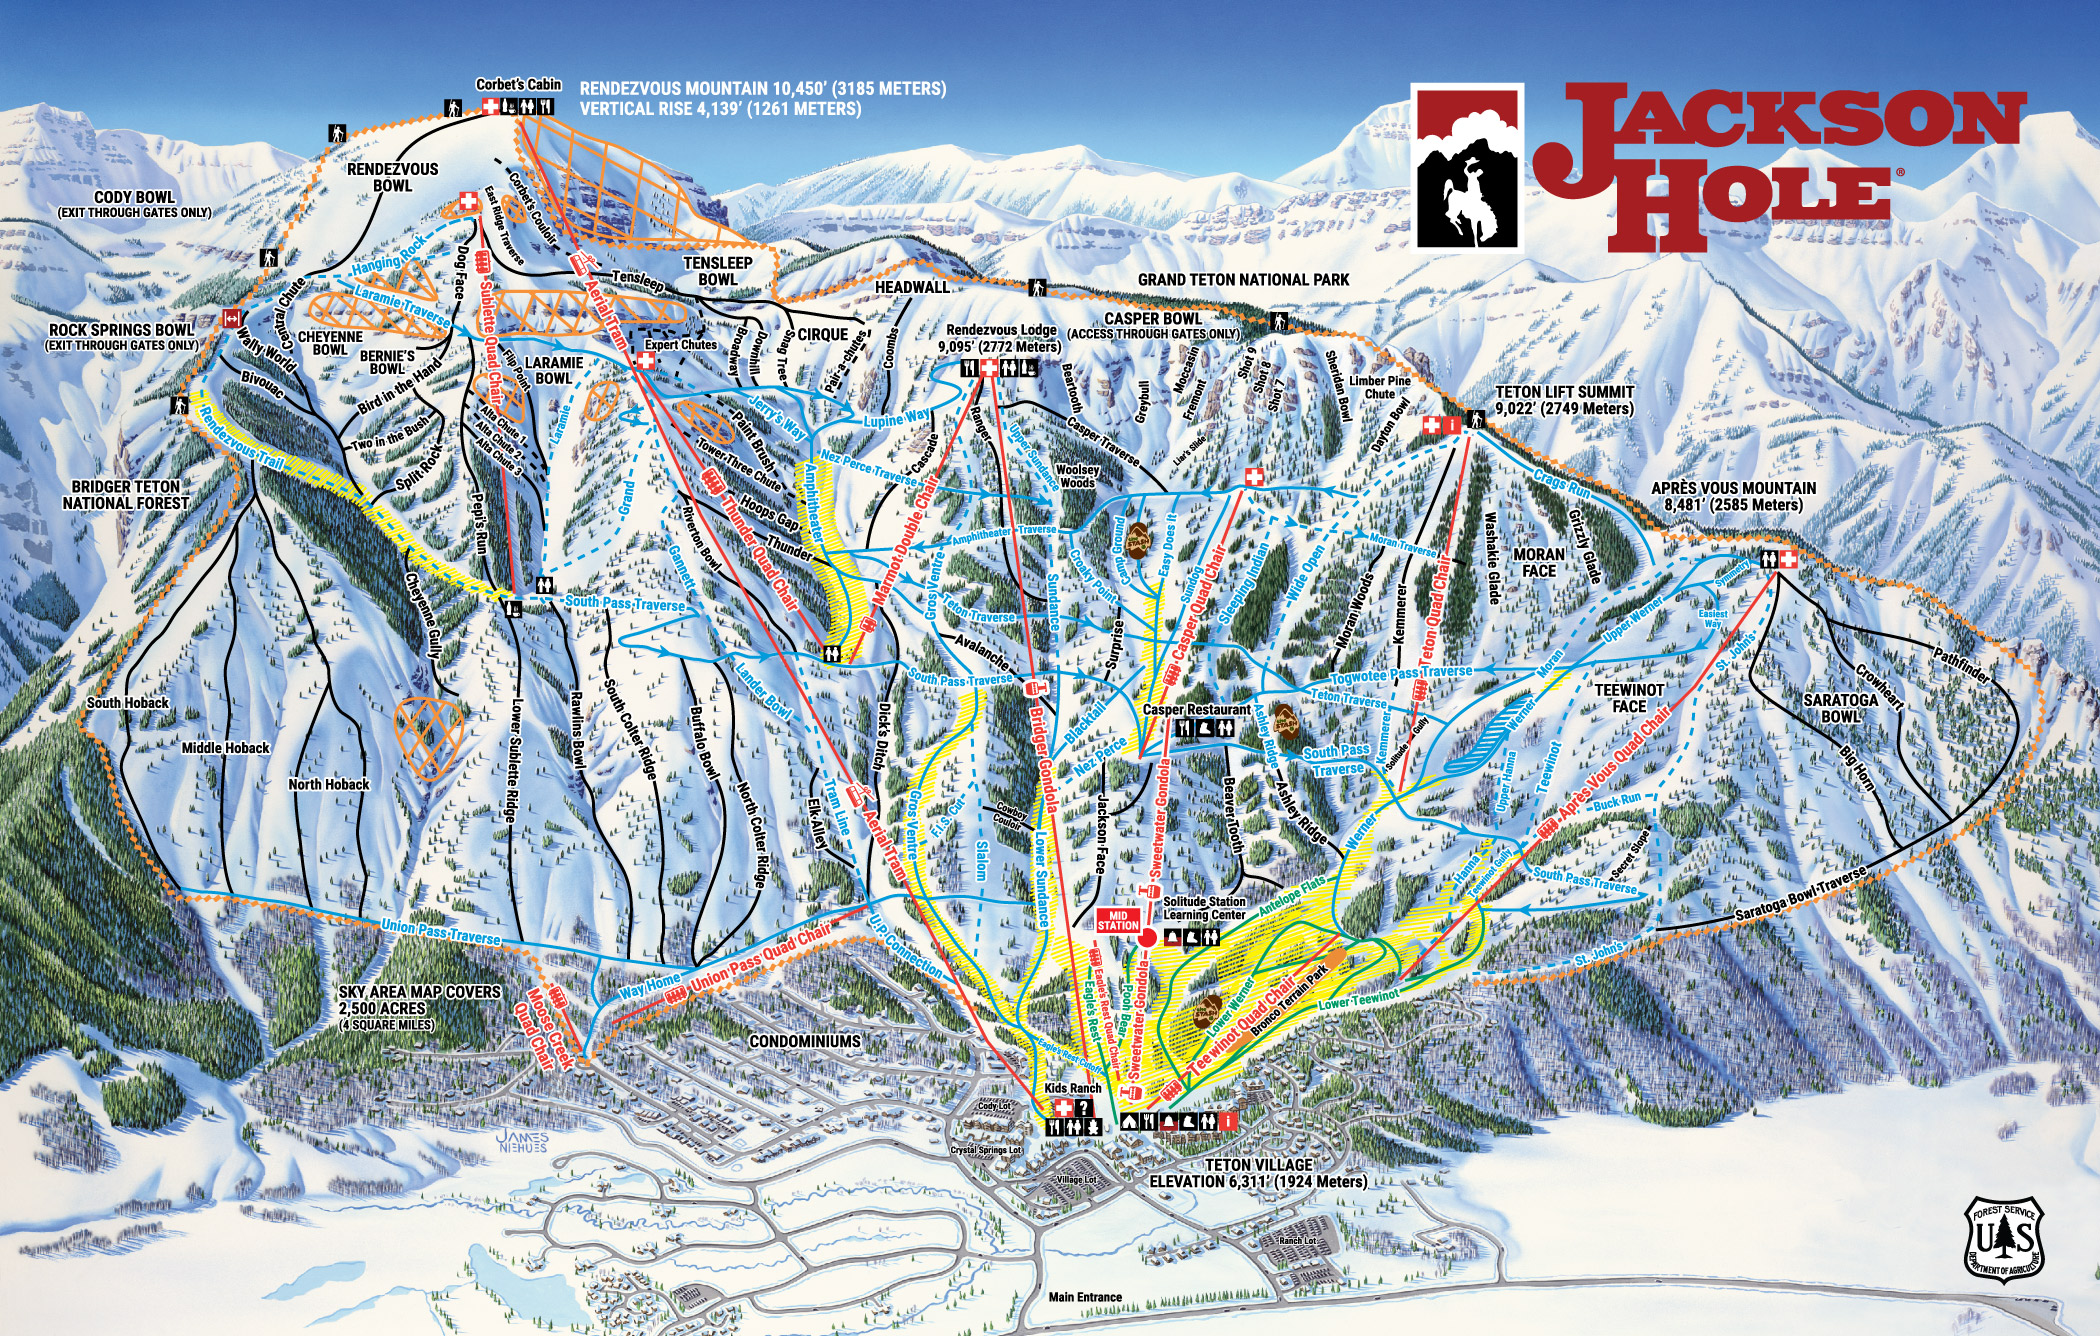 Corbet's Cabin
RENDEZVOUS MOUNTAIN 10,450' (3185 METERS)
VERTICAL RISE 4,139' (1261 METERS)
JACKSON
HOLE®
RENDEZVOUS
BOWL
CODY BOWL
(EXIT THROUGH GATES ONLY)
Hanging Rock
East Ridge Traverse
Corbet's Couloir
Tensleep
TENSLEEP
BOWL
HEADWALL
GRAND TETON NATIONAL PARK
Laramie Traverse
Dog Face
Sublette Quad Chair
Aerial Tram
ROCK SPRINGS BOWL
(EXIT THROUGH GATES ONLY)
Central Chute
Wally World
CHEYENNE
BOWL
BERNIE'S
BOWL
Bivouac
Bird in the Hand
Two in the Bush
Split Rock
Flip Point
LARAMIE
BOWL
Alta Chute 1
Alta Chute 2
Alta Chute 3
Laramie
Grand
Expert Chutes
Broadway
Downhill
Snag Tree
CIRQUE
Pair-a-chutes
Coombs
Rendezvous Lodge
9,095' (2772 Meters)
CASPER BOWL
(ACCESS THROUGH GATES ONLY)
Beartooth
Greybull
Moccasin
Fremont
Shot 9
Shot 8
Shot 7
Sheridan Bowl
Limber Pine
Chute
Dayton Bowl
Liar's Slide
TETON LIFT SUMMIT
9,022' (2749 Meters)
Crags Run
APRÈS VOUS MOUNTAIN
8,481' (2585 Meters)
Rendezvous Trail
BRIDGER TETON
NATIONAL FOREST
Pepi's Run
Jerry's Way
Lupine Way
Paint Brush
Tower Three Chute
Hoops Gap
Thunder
Thunder Quad Chair
Amphitheater
Nez Perce Traverse
Cascade
Marmot Double Chair
Ranger
Upper Sundance
Casper Traverse
Woolsey
Woods
Riverton Bowl
Gannett
Amphitheater Traverse
Croaky Point
Camp Ground
Easy Does It
Sundog
Casper Quad Chair
Sleeping Indian
Wide Open
Moran Traverse
Moran Woods
Kemmerer
Teton Quad Chair
Washakie Glade
MORAN
FACE
Grizzly Glade
Symmetry
Easiest
Way
Upper Werner
St. John's
Pathfinder
Crowheart
SARATOGA
BOWL
Big Horn
Cheyenne Gully
South Pass Traverse
Lander Bowl
Gros Ventre
Teton Traverse
Sundance
Avalanche
Surprise
South Pass Traverse
Togwotee Pass Traverse
Teton Traverse
Moran
TEEWINOT
FACE
South Hoback
Middle Hoback
North Hoback
Lower Sublette Ridge
Rawlins Bowl
South Colter Ridge
Buffalo Bowl
North Colter Ridge
Elk Alley
Tram Line
Dick's Ditch
Aerial Tram
Gros Ventre
F.I.S. Cut
Slalom
Cowboy
Couloir
Bridger Gondola
Lower Sundance
Blacktail
Nez Perce
Jackson Face
Casper Restaurant
Sweetwater Gondola
Beaver Tooth
Ashley Ridge
Ashley Ridge
South Pass
Traverse
Kemmerer
Solitude Gully
Werner
Werner
Upper Hanna
Teewinot
Buck Run
Après Vous Quad Chair
Secret Slope
Hanna
Teewinot Gully
South Pass Traverse
Saratoga Bowl Traverse
St. John's
Union Pass Traverse
Way Home
Union Pass Quad Chair
U.P. Connection
Moose Creek
Quad Chair
SKY AREA MAP COVERS
2,500 ACRES
(4 SQUARE MILES)
MID
STATION
Solitude Station
Learning Center
Antelope Flats
Eagle's Rest
Eagle's Rest Quad Chair
Pooh Bear
Sweetwater Gondola
Lower Werner
Teewinot Quad Chair
Bronco Terrain Park
Lower Teewinot
Eagle's Rest Cutoff
CONDOMINIUMS
Kids Ranch
Cody Lot
Crystal Springs Lot
Village Lot
TETON VILLAGE
ELEVATION 6,311' (1924 Meters)
Ranch Lot
Main Entrance
JAMES
NIEHUES
FOREST SERVICE
US
DEPARTMENT OF AGRICULTURE